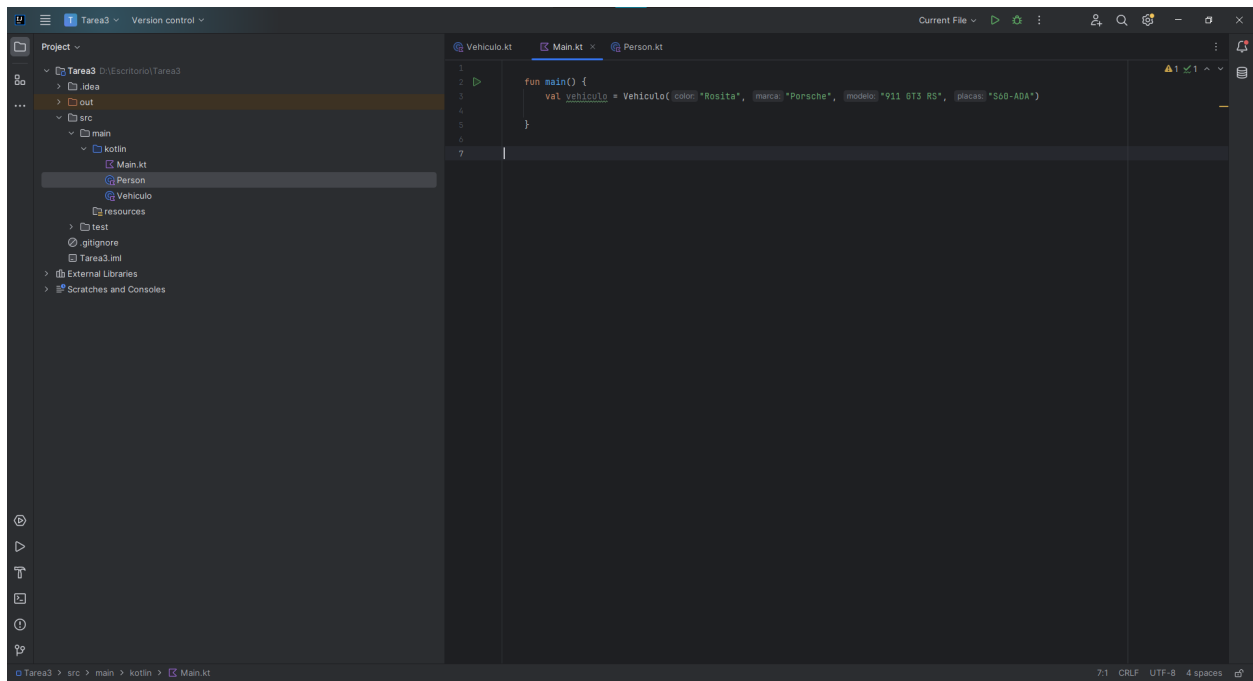 IJ T Tarea3 Version control Current File
Project
Vehiculo.kt Main.kt Person.kt
Tarea3 D:\Escritorio\Tarea3
.idea
out
src
main
kotlin
Main.kt
Person
Vehiculo
resources
test
.gitignore
Tarea3.iml
External Libraries
Scratches and Consoles
1 1
1
2 fun main() {
3 val vehiculo = Vehiculo( color: "Rosita", marca: "Porsche", modelo: "911 GT3 RS", placas: "S60-ADA")
4
5 }
6
7
Tarea3 > src > main > kotlin > Main.kt 7:1 CRLF UTF-8 4 spaces